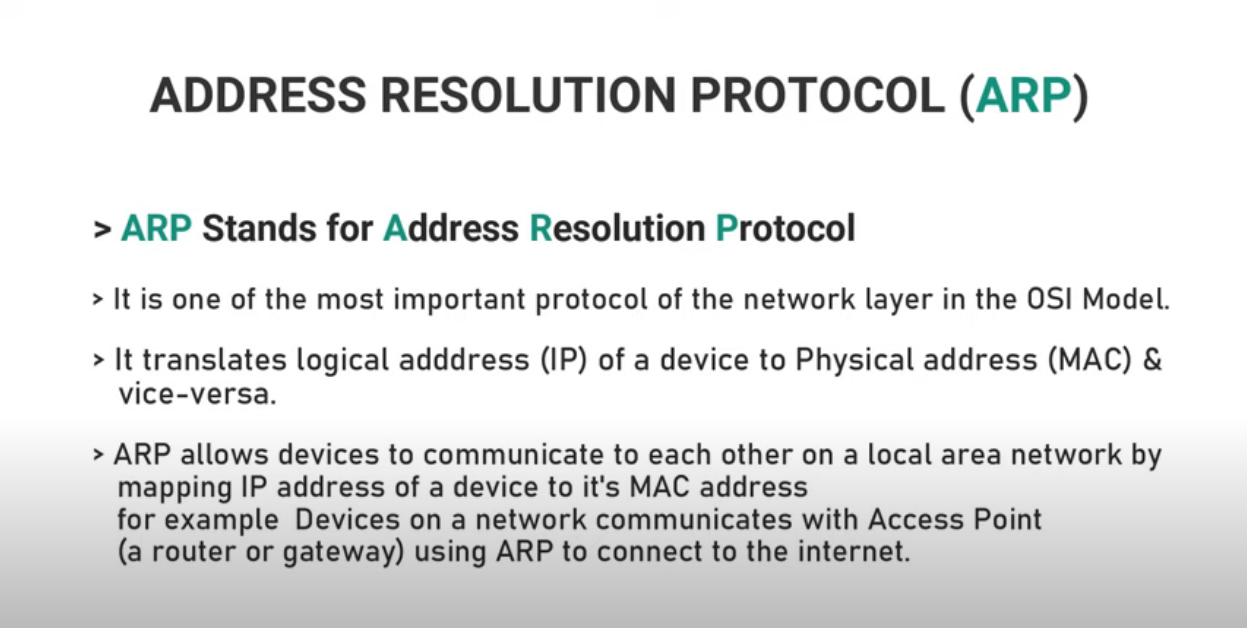 ADDRESS RESOLUTION PROTOCOL (ARP)
> ARP Stands for Address Resolution Protocol
> It is one of the most important protocol of the network layer in the OSI Model.
> It translates logical adddress (IP) of a device to Physical address (MAC) &
vice-versa.
> ARP allows devices to communicate to each other on a local area network by
mapping IP address of a device to it's MAC address
for example Devices on a network communicates with Access Point
(a router or gateway) using ARP to connect to the internet.